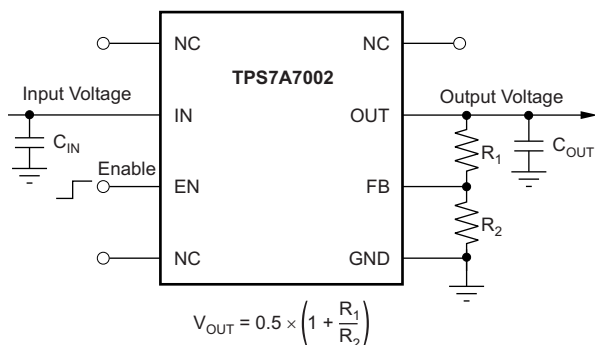 NC
NC
TPS7A7002
Input Voltage
Output Voltage
IN
OUT
C_IN
R_1
C_OUT
Enable
EN
FB
R_2
NC
GND
V_OUT = 0.5 × (1 + R_1/R_2)